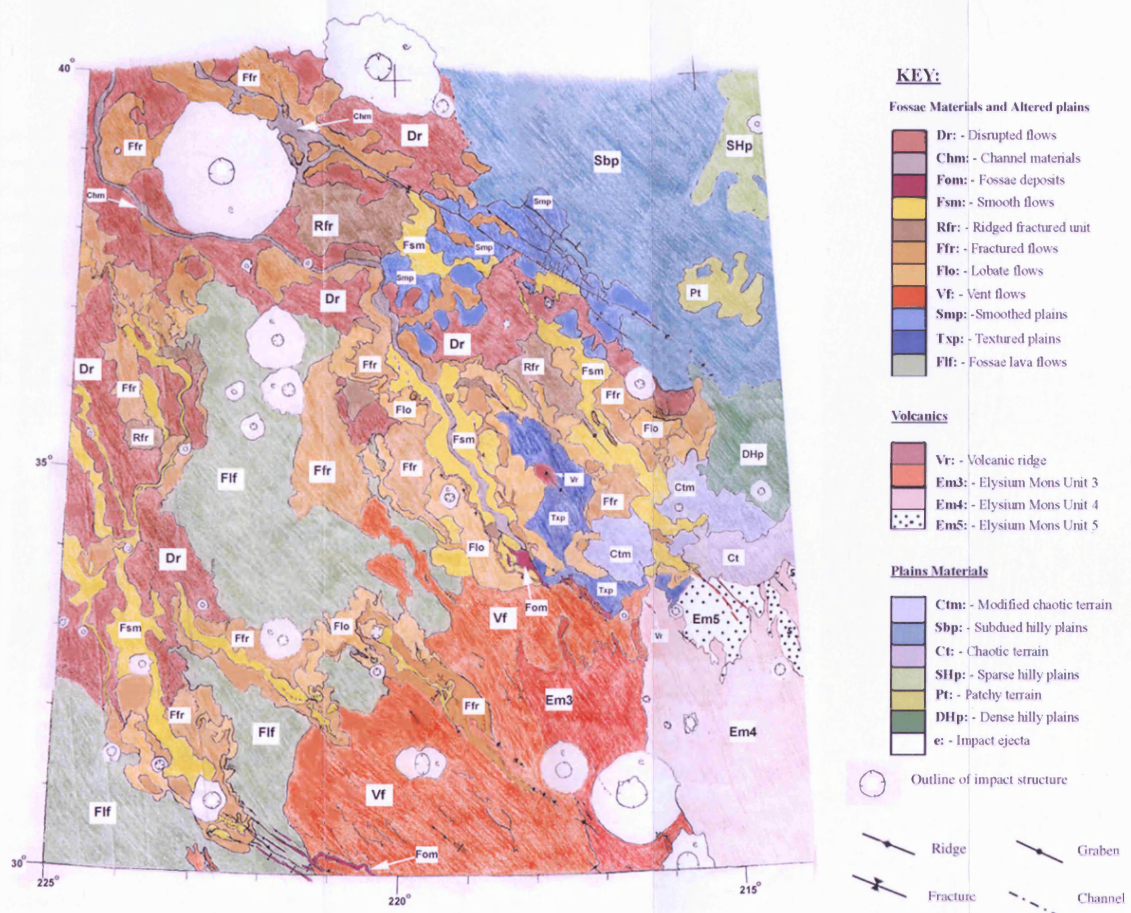 40°
Ffr
Chm
Dr
Ffr
Sbp
SHp
Chm
Smp
Rfr
Fsm
Smp
Smp
Pt
Dr
Dr
Dr
Ffr
Rfr
Fsm
Ffr
Ffr
Flo
Flo
Rfr
Fsm
DHp
35°
Flf
Ffr
Ffr
Vr
Ctm
Ffr
Txp
Dr
Flo
Ctm
Ct
Txp
Fom
Vf
Em5
Fsm
Ffr
Flo
Vr
Em3
Ffr
Ffr
Flf
Em4
Vf
Flf
Fom
30°
225°
220°
215°
KEY:
Fossae Materials and Altered plains
Dr: - Disrupted flows
Chm: - Channel materials
Fom: - Fossae deposits
Fsm: - Smooth flows
Rfr: - Ridged fractured unit
Ffr: - Fractured flows
Flo: - Lobate flows
Vf: - Vent flows
Smp: -Smoothed plains
Txp: - Textured plains
Flf: - Fossae lava flows
Volcanics
Vr: - Volcanic ridge
Em3: - Elysium Mons Unit 3
Em4: - Elysium Mons Unit 4
Em5: - Elysium Mons Unit 5
Plains Materials
Ctm: - Modified chaotic terrain
Sbp: - Subdued hilly plains
Ct: - Chaotic terrain
SHp: - Sparse hilly plains
Pt: - Patchy terrain
DHp: - Dense hilly plains
e: - Impact ejecta
Outline of impact structure
Ridge
Graben
Fracture
Channel